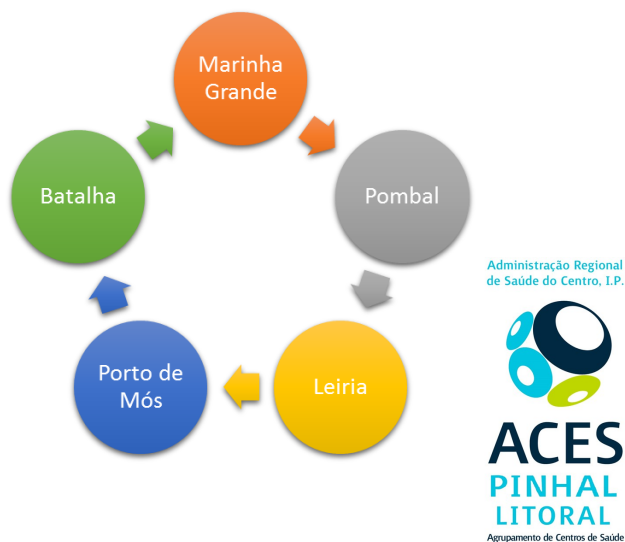 Marinha
Grande
Pombal
Leiria
Porto de
Mós
Batalha
Administração Regional
de Saúde do Centro, I.P.
ACES
PINHAL
LITORAL
Agrupamento de Centros de Saúde